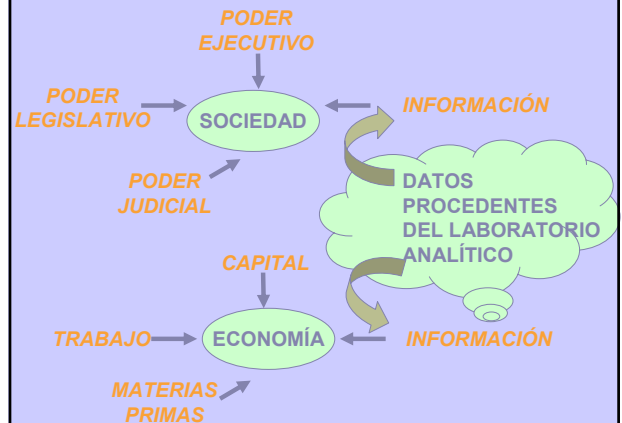 PODER
EJECUTIVO
PODER
LEGISLATIVO
SOCIEDAD
INFORMACIÓN
PODER
JUDICIAL
DATOS
PROCEDENTES
DEL LABORATORIO
ANALÍTICO
CAPITAL
TRABAJO
ECONOMÍA
INFORMACIÓN
MATERIAS
PRIMAS